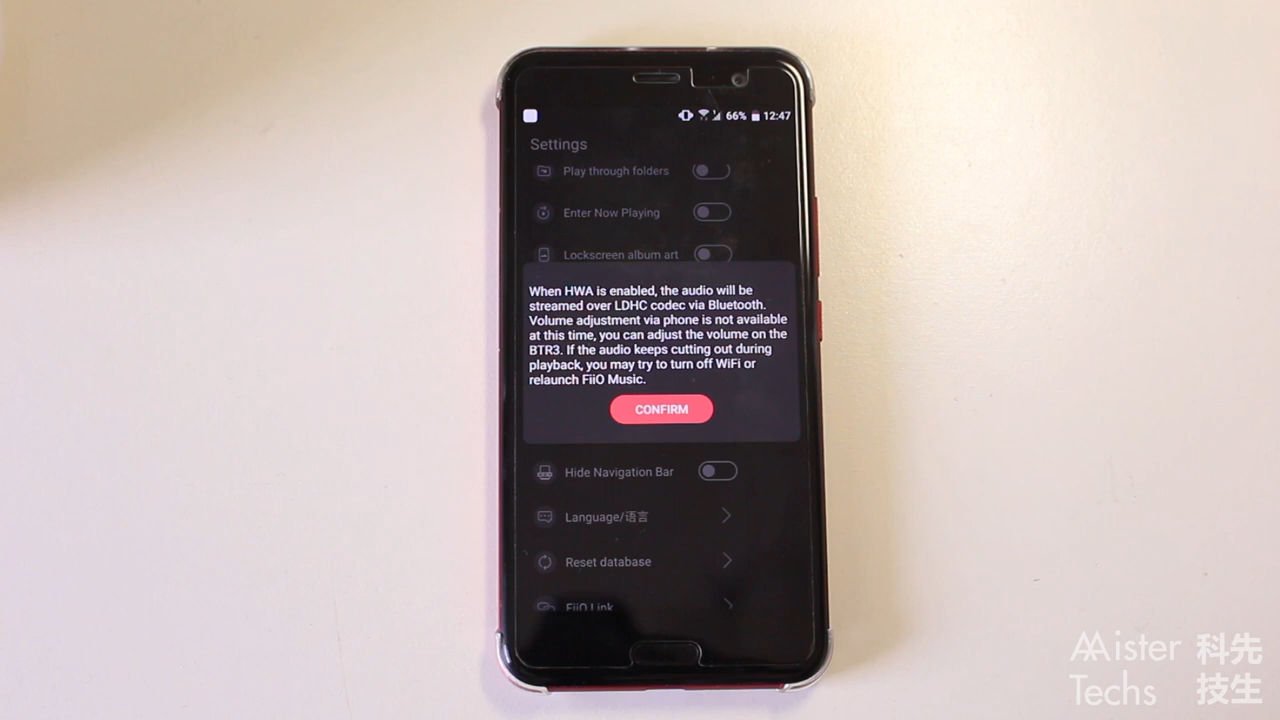 66% 12:47
Settings
Play through folders
Enter Now Playing
Lockscreen album art
When HWA is enabled, the audio will be
streamed over LDHC codec via Bluetooth.
Volume adjustment via phone is not available
at this time, you can adjust the volume on the
BTR3. If the audio keeps cutting out during
playback, you may try to turn off WiFi or
relaunch FiiO Music.
CONFIRM
Hide Navigation Bar
Language/语言
Reset database
FiiO Link
Mister 科先
Techs 技生